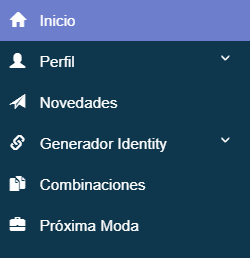 Inicio
Perfil
Novedades
Generador Identity
Combinaciones
Próxima Moda